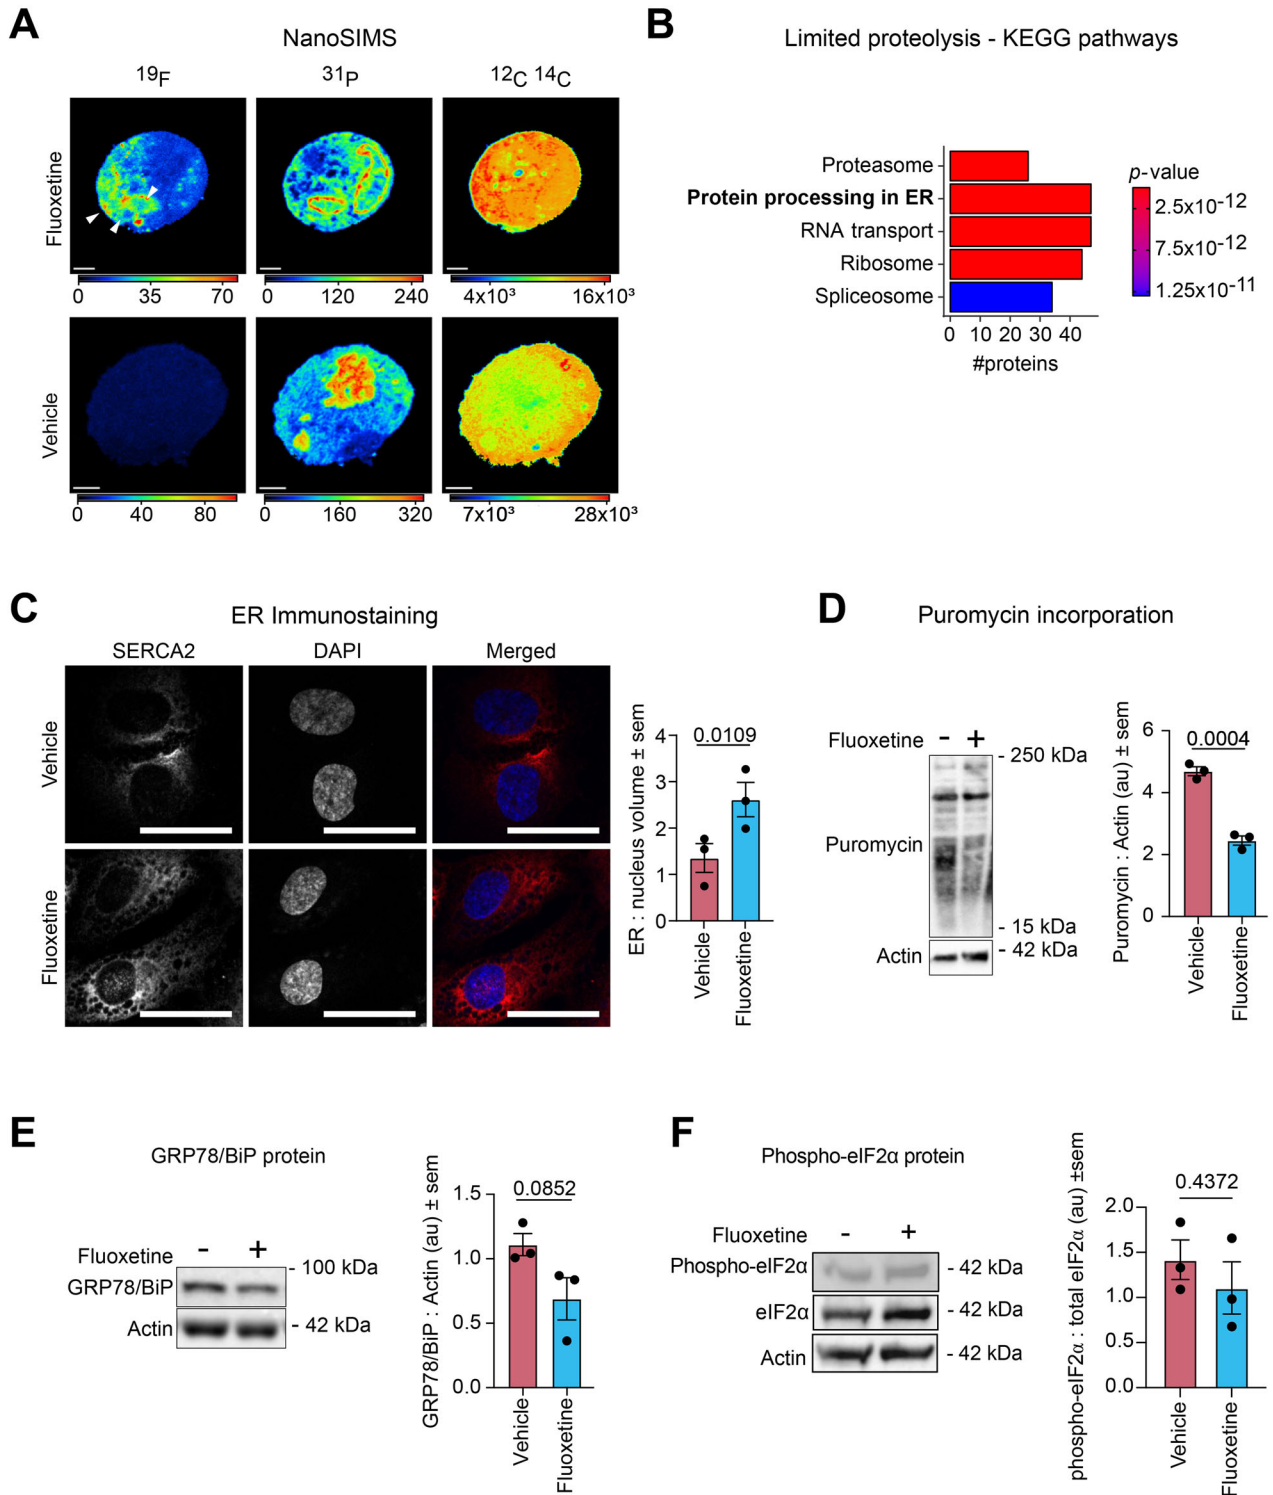 A
NanoSIMS
19F
31P
12C 14C
Fluoxetine
0 35 70
0 120 240
4x10³ 16x10³
Vehicle
0 40 80
0 160 320
7x10³ 28x10³
B
Limited proteolysis - KEGG pathways
Proteasome
Protein processing in ER
RNA transport
Ribosome
Spliceosome
0 10 20 30 40
#proteins
p-value
2.5x10-12
7.5x10-12
1.25x10-11
C
ER Immunostaining
SERCA2
DAPI
Merged
Vehicle
Fluoxetine
ER : nucleus volume ± sem
4
3
2
1
0
0.0109
Vehicle
Fluoxetine
D
Puromycin incorporation
Fluoxetine - +
- 250 kDa
Puromycin
- 15 kDa
Actin
- 42 kDa
Puromycin : Actin (au) ± sem
6
4
2
0
0.0004
Vehicle
Fluoxetine
E
GRP78/BiP protein
Fluoxetine - +
- 100 kDa
GRP78/BiP
Actin
- 42 kDa
GRP78/BiP : Actin (au) ± sem
1.5
1.0
0.5
0.0
0.0852
Vehicle
Fluoxetine
F
Phospho-eIF2α protein
Fluoxetine - +
Phospho-eIF2α
- 42 kDa
eIF2α
- 42 kDa
Actin
- 42 kDa
phospho-eIF2α : total eIF2α (au) ±sem
2.0
1.5
1.0
0.5
0.0
0.4372
Vehicle
Fluoxetine